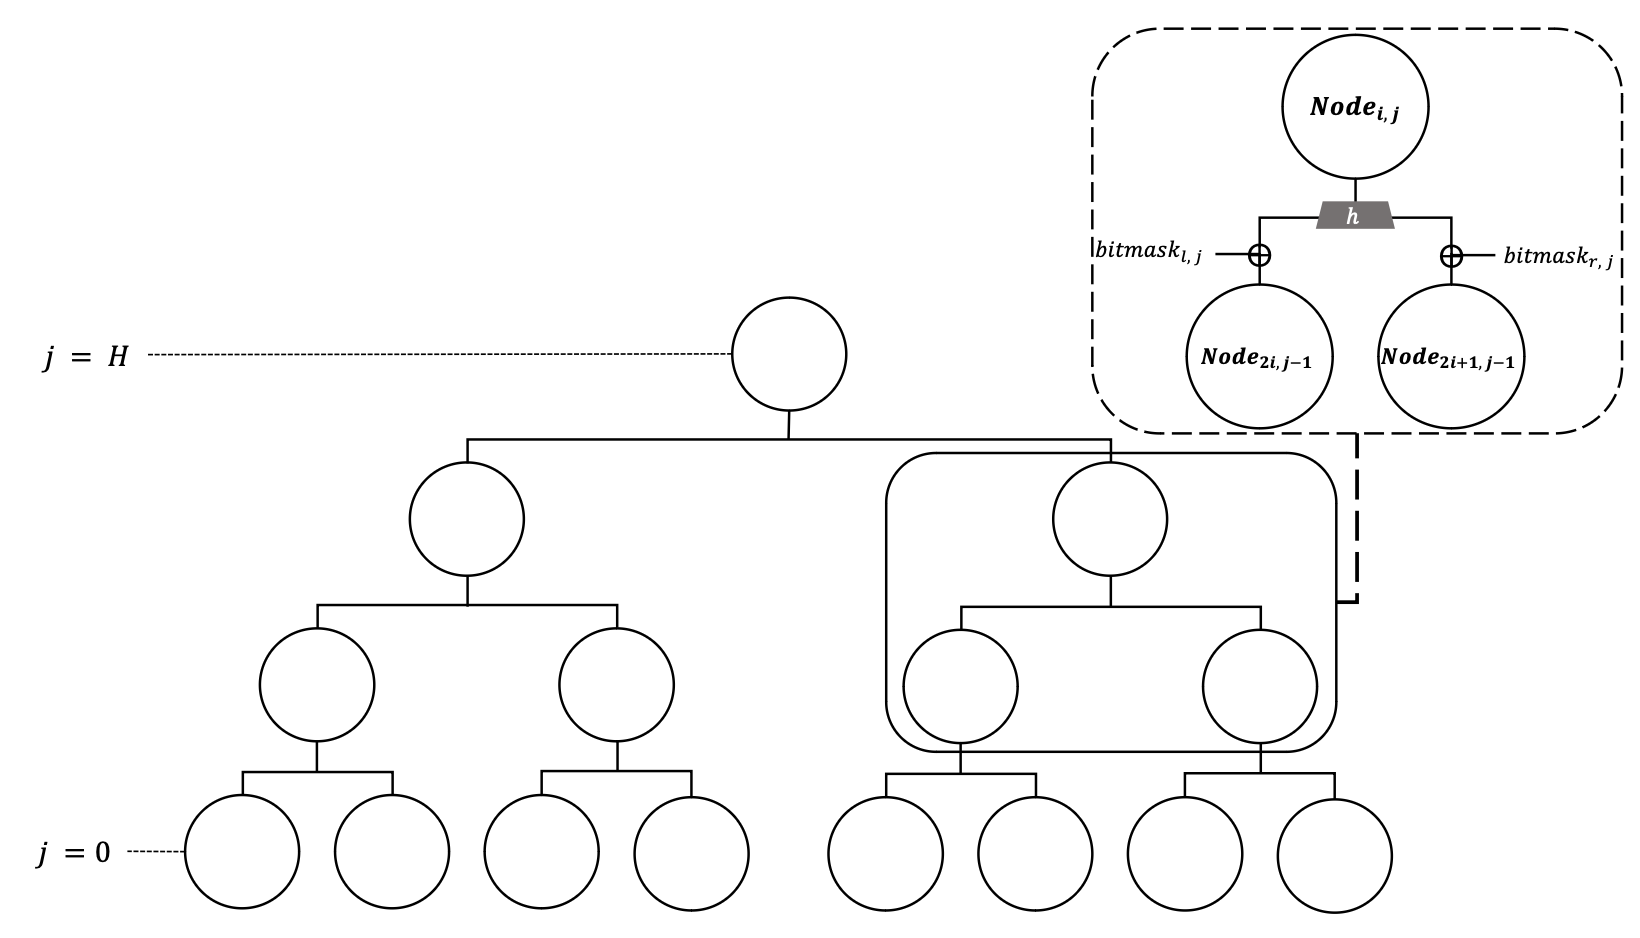 Node_{i,j}
h
bitmask_{l,j}
bitmask_{r,j}
j = H
Node_{2i,j−1}
Node_{2i+1,j−1}
j = 0